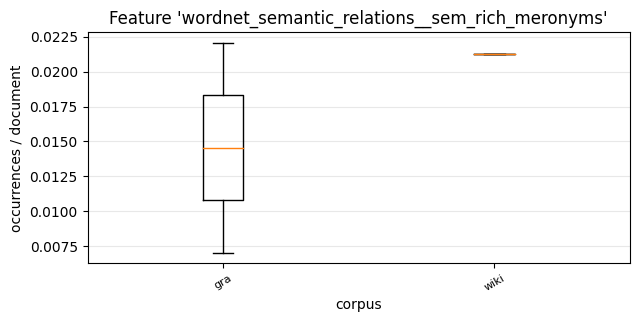 Feature 'wordnet_semantic_relations__sem_rich_meronyms'
occurrences / document
0.0225
0.0200
0.0175
0.0150
0.0125
0.0100
0.0075
gra
wiki
corpus